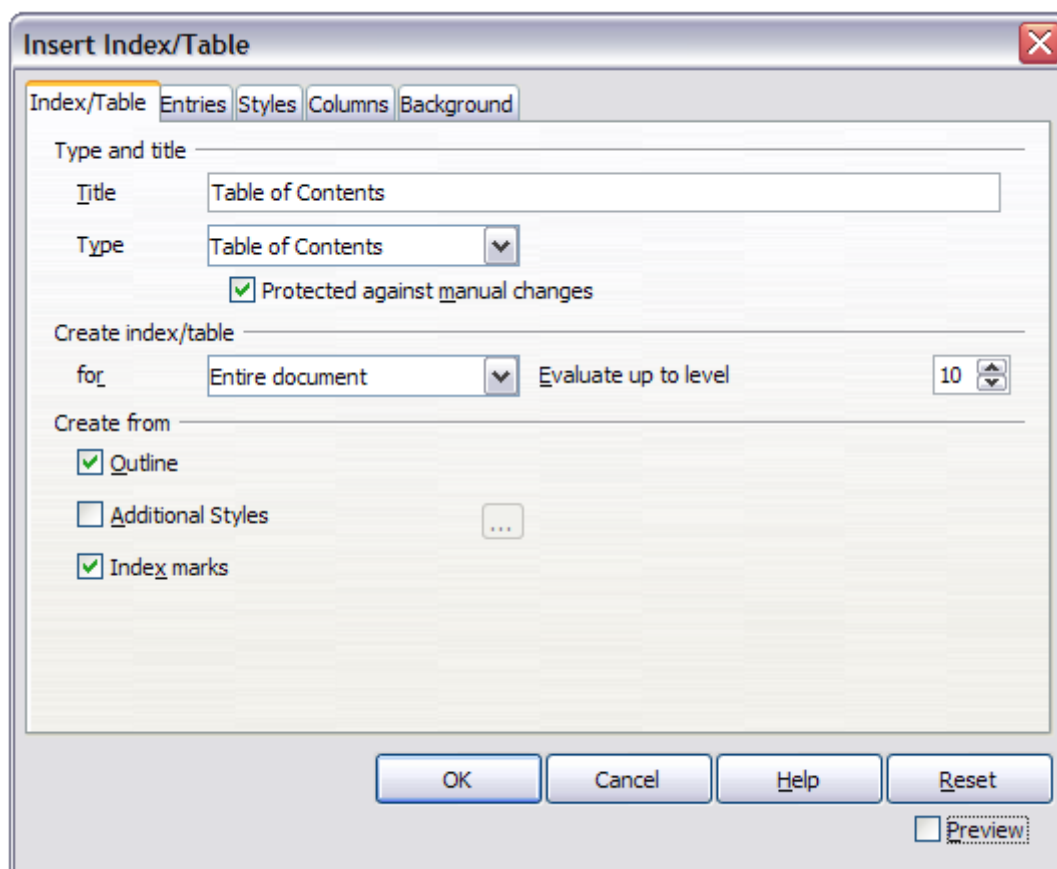 Insert Index/Table
Index/Table Entries Styles Columns Background
Type and title
Title Table of Contents
Type Table of Contents
Protected against manual changes
Create index/table
for Entire document Evaluate up to level 10
Create from
Outline
Additional Styles ...
Index marks
OK Cancel Help Reset
Preview